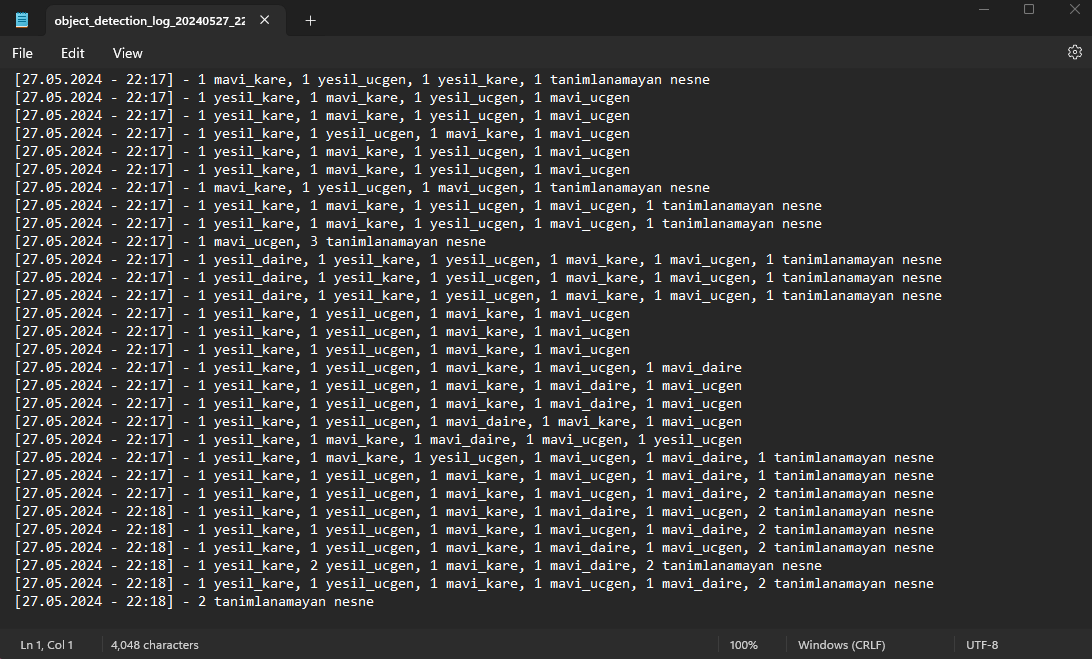 object_detection_log_20240527_22
File Edit View
[27.05.2024 - 22:17] - 1 mavi_kare, 1 yesil_ucgen, 1 yesil_kare, 1 tanimlanamayan nesne
[27.05.2024 - 22:17] - 1 yesil_kare, 1 mavi_kare, 1 yesil_ucgen, 1 mavi_ucgen
[27.05.2024 - 22:17] - 1 yesil_kare, 1 mavi_kare, 1 yesil_ucgen, 1 mavi_ucgen
[27.05.2024 - 22:17] - 1 yesil_kare, 1 yesil_ucgen, 1 mavi_kare, 1 mavi_ucgen
[27.05.2024 - 22:17] - 1 yesil_kare, 1 mavi_kare, 1 yesil_ucgen, 1 mavi_ucgen
[27.05.2024 - 22:17] - 1 yesil_kare, 1 mavi_kare, 1 yesil_ucgen, 1 mavi_ucgen
[27.05.2024 - 22:17] - 1 mavi_kare, 1 yesil_ucgen, 1 mavi_ucgen, 1 tanimlanamayan nesne
[27.05.2024 - 22:17] - 1 yesil_kare, 1 mavi_kare, 1 yesil_ucgen, 1 mavi_ucgen, 1 tanimlanamayan nesne
[27.05.2024 - 22:17] - 1 yesil_kare, 1 mavi_kare, 1 yesil_ucgen, 1 mavi_ucgen, 1 tanimlanamayan nesne
[27.05.2024 - 22:17] - 1 mavi_ucgen, 3 tanimlanamayan nesne
[27.05.2024 - 22:17] - 1 yesil_daire, 1 yesil_kare, 1 yesil_ucgen, 1 mavi_kare, 1 mavi_ucgen, 1 tanimlanamayan nesne
[27.05.2024 - 22:17] - 1 yesil_daire, 1 yesil_kare, 1 yesil_ucgen, 1 mavi_kare, 1 mavi_ucgen, 1 tanimlanamayan nesne
[27.05.2024 - 22:17] - 1 yesil_daire, 1 yesil_kare, 1 yesil_ucgen, 1 mavi_kare, 1 mavi_ucgen, 1 tanimlanamayan nesne
[27.05.2024 - 22:17] - 1 yesil_kare, 1 yesil_ucgen, 1 mavi_kare, 1 mavi_ucgen
[27.05.2024 - 22:17] - 1 yesil_kare, 1 yesil_ucgen, 1 mavi_kare, 1 mavi_ucgen
[27.05.2024 - 22:17] - 1 yesil_kare, 1 yesil_ucgen, 1 mavi_kare, 1 mavi_ucgen
[27.05.2024 - 22:17] - 1 yesil_kare, 1 yesil_ucgen, 1 mavi_kare, 1 mavi_ucgen, 1 mavi_daire
[27.05.2024 - 22:17] - 1 yesil_kare, 1 yesil_ucgen, 1 mavi_kare, 1 mavi_daire, 1 mavi_ucgen
[27.05.2024 - 22:17] - 1 yesil_kare, 1 yesil_ucgen, 1 mavi_kare, 1 mavi_daire, 1 mavi_ucgen
[27.05.2024 - 22:17] - 1 yesil_kare, 1 yesil_ucgen, 1 mavi_daire, 1 mavi_kare, 1 mavi_ucgen
[27.05.2024 - 22:17] - 1 yesil_kare, 1 mavi_kare, 1 mavi_daire, 1 mavi_ucgen, 1 yesil_ucgen
[27.05.2024 - 22:17] - 1 yesil_kare, 1 mavi_kare, 1 yesil_ucgen, 1 mavi_ucgen, 1 mavi_daire, 1 tanimlanamayan nesne
[27.05.2024 - 22:17] - 1 yesil_kare, 1 yesil_ucgen, 1 mavi_kare, 1 mavi_ucgen, 1 mavi_daire, 1 tanimlanamayan nesne
[27.05.2024 - 22:17] - 1 yesil_kare, 1 yesil_ucgen, 1 mavi_kare, 1 mavi_ucgen, 1 mavi_daire, 2 tanimlanamayan nesne
[27.05.2024 - 22:18] - 1 yesil_kare, 1 yesil_ucgen, 1 mavi_kare, 1 mavi_daire, 1 mavi_ucgen, 2 tanimlanamayan nesne
[27.05.2024 - 22:18] - 1 yesil_kare, 1 yesil_ucgen, 1 mavi_kare, 1 mavi_ucgen, 1 mavi_daire, 2 tanimlanamayan nesne
[27.05.2024 - 22:18] - 1 yesil_kare, 1 yesil_ucgen, 1 mavi_kare, 1 mavi_daire, 1 mavi_ucgen, 2 tanimlanamayan nesne
[27.05.2024 - 22:18] - 1 yesil_kare, 2 yesil_ucgen, 1 mavi_kare, 1 mavi_daire, 2 tanimlanamayan nesne
[27.05.2024 - 22:18] - 1 yesil_kare, 1 yesil_ucgen, 1 mavi_kare, 1 mavi_ucgen, 1 mavi_daire, 2 tanimlanamayan nesne
[27.05.2024 - 22:18] - 2 tanimlanamayan nesne
Ln 1, Col 1 4,048 characters 100% Windows (CRLF) UTF-8